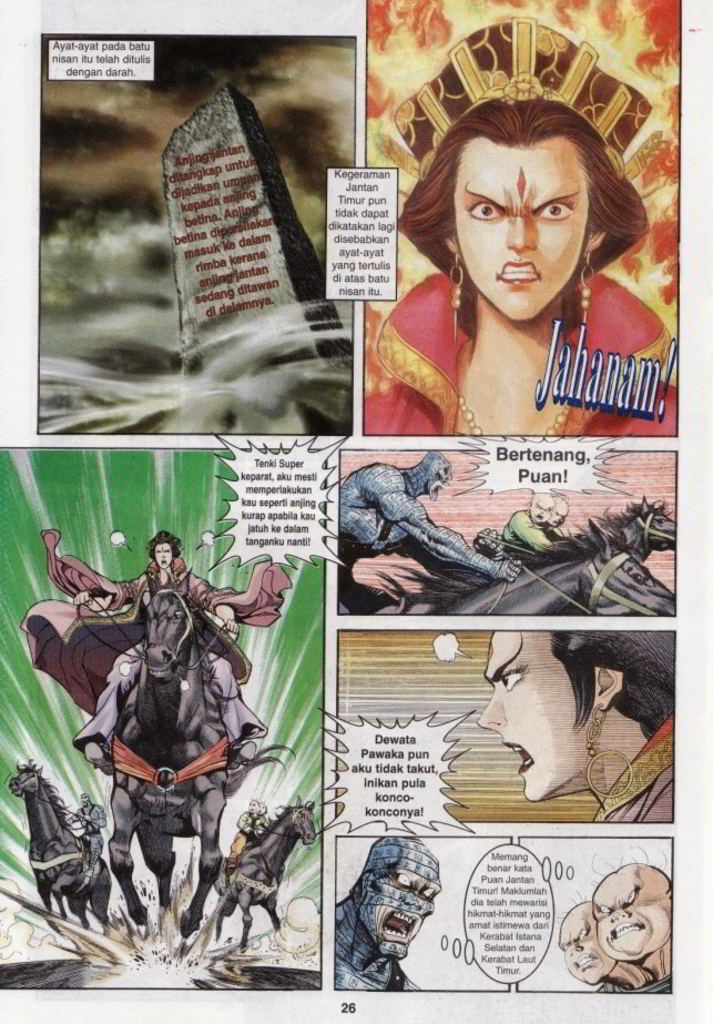 Ayat-ayat pada batu
nisan itu telah ditulis
dengan darah.
Anjing jantan
ditangkap untuk
dijadikan umpan
kepada anjing
betina. Anjing
betina dipersilakan
masuk ke dalam
rimba kerana
anjing jantan
sedang ditawan
di dalamnya.
Kegeraman
Jantan
Timur pun
tidak dapat
dikatakan lagi
disebabkan
ayat-ayat
yang tertulis
di atas batu
nisan itu.
Jahanam!
Tenki Super
keparat, aku mesti
memperlakukan
kau seperti anjing
kurap apabila kau
jatuh ke dalam
tanganku nanti!
Bertenang,
Puan!
Dewata
Pawaka pun
aku tidak takut,
inikan pula
konco-
konconya!
Memang
benar kata
Puan Jantan
Timur! Maklumlah
dia telah mewarisi
hikmat-hikmat yang
amat istimewa dari
Kerabat Istana
Selatan dan
Kerabat Laut
Timur.
26